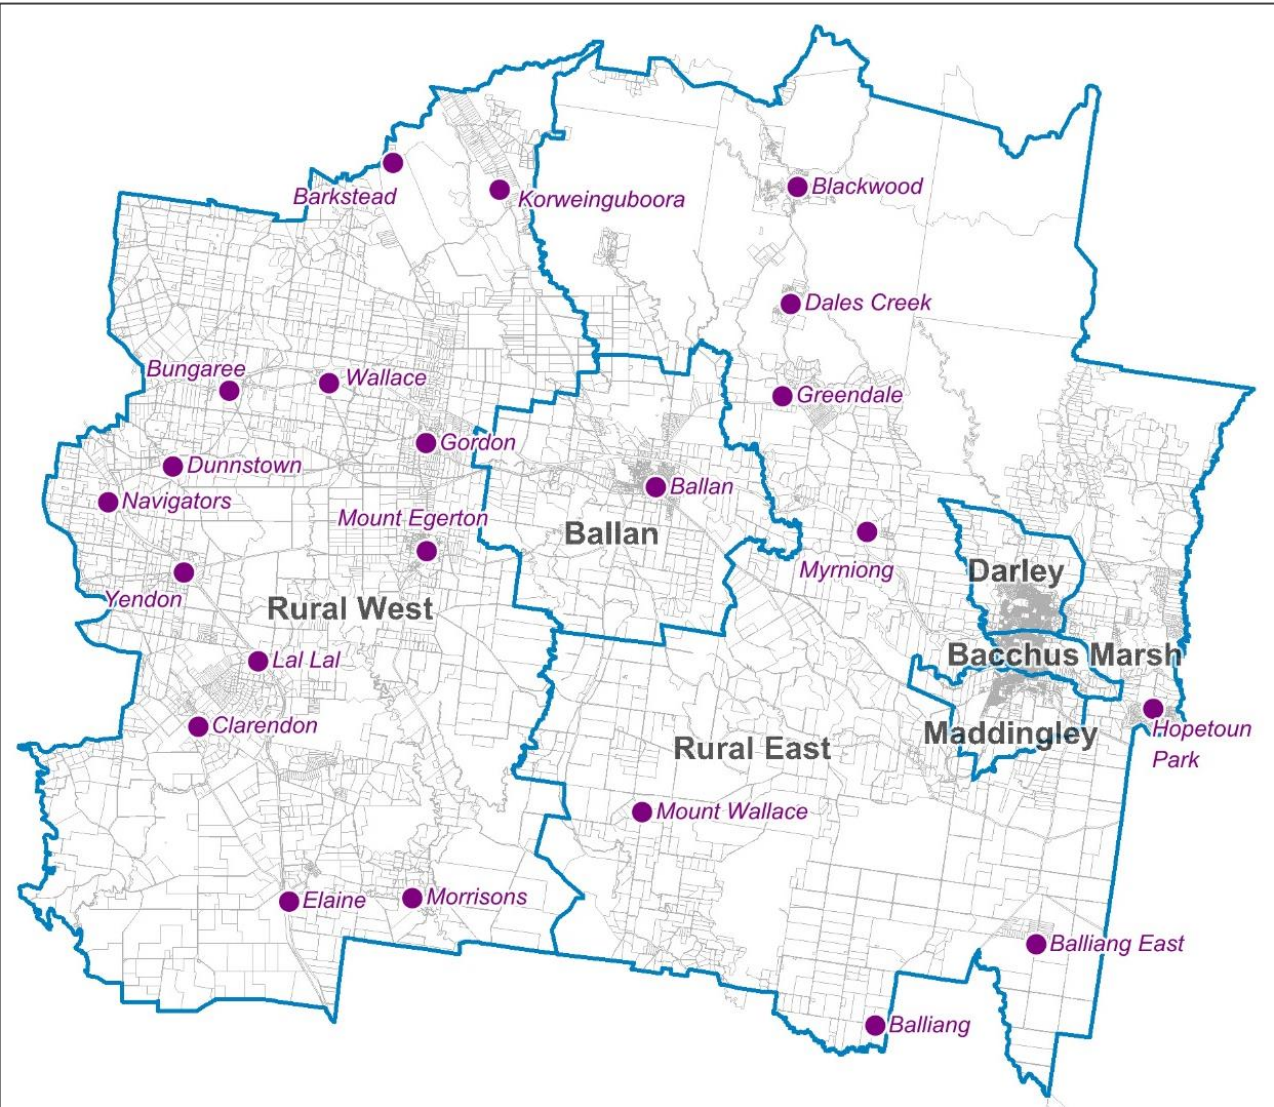 Blackwood
Barkstead
Korweinguboora
Dales Creek
Bungaree
Wallace
Greendale
Gordon
Dunnstown
Ballan
Navigators
Mount Egerton
Ballan
Myrniong
Darley
Yendon
Rural West
Bacchus Marsh
Lal Lal
Clarendon
Hopetoun
Park
Maddingley
Rural East
Mount Wallace
Elaine
Morrisons
Balliang East
Balliang